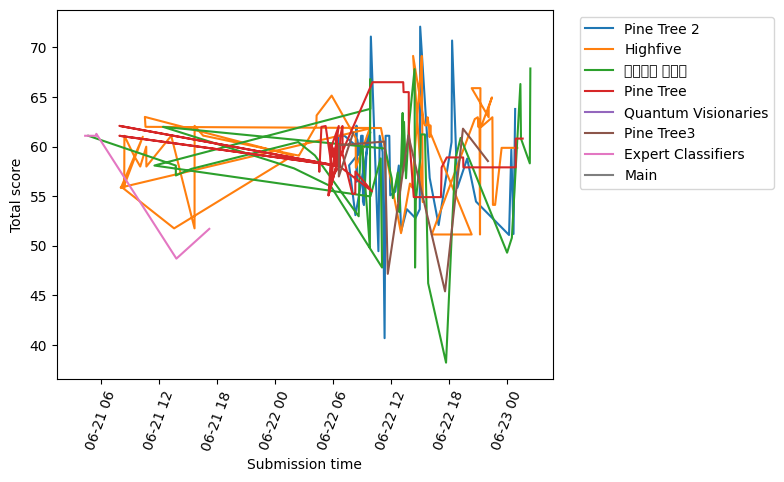 Total score
70
65
60
55
50
45
40
06-21 06
06-21 12
06-21 18
06-22 00
06-22 06
06-22 12
06-22 18
06-23 00
Submission time
Pine Tree 2
Highfive
Pine Tree
Quantum Visionaries
Pine Tree3
Expert Classifiers
Main